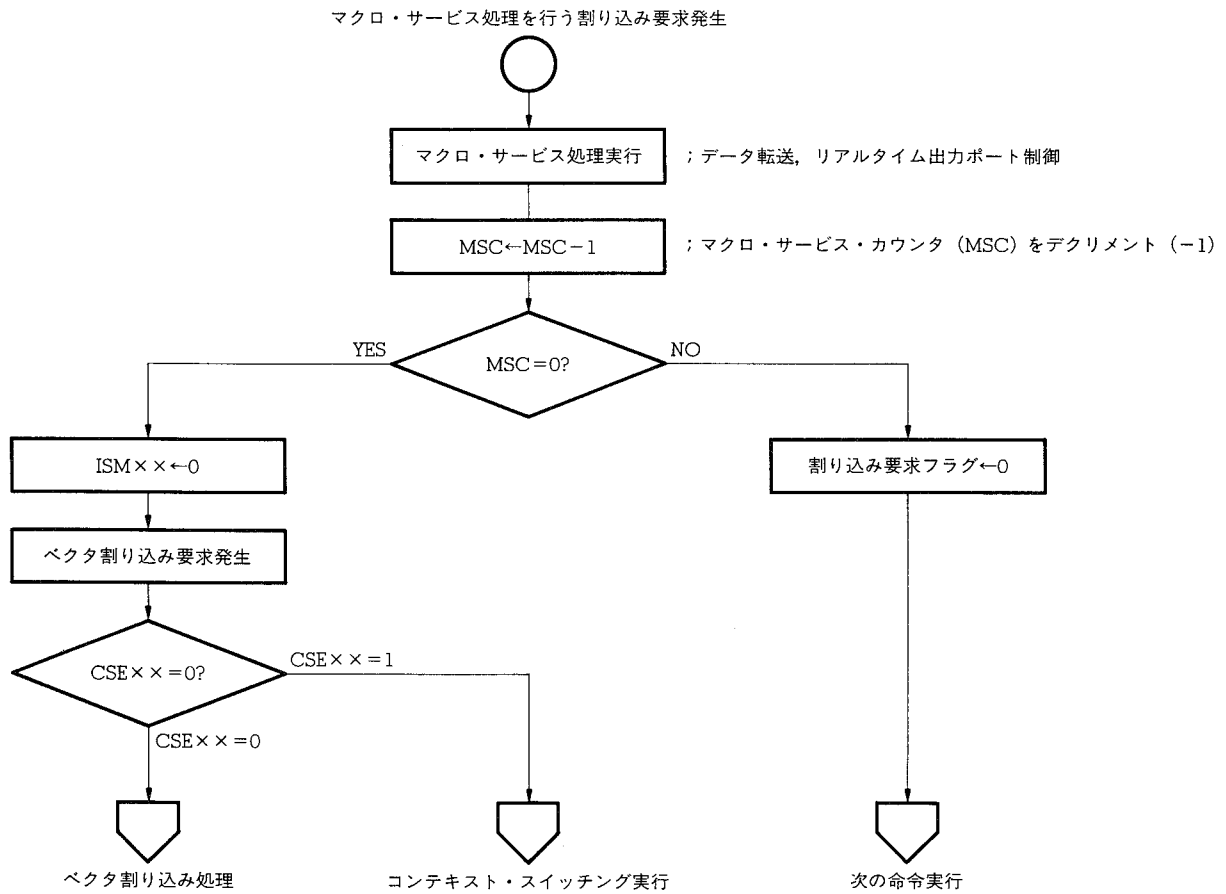 マクロ・サービス処理を行う割り込み要求発生
マクロ・サービス処理実行
;データ転送，リアルタイム出力ポート制御
MSC←MSC−1
;マクロ・サービス・カウンタ（MSC）をデクリメント（−1）
YES
MSC=0?
NO
ISM××←0
割り込み要求フラグ←0
ベクタ割り込み要求発生
CSE××=0?
CSE××=1
CSE××=0
ベクタ割り込み処理
コンテキスト・スイッチング実行
次の命令実行